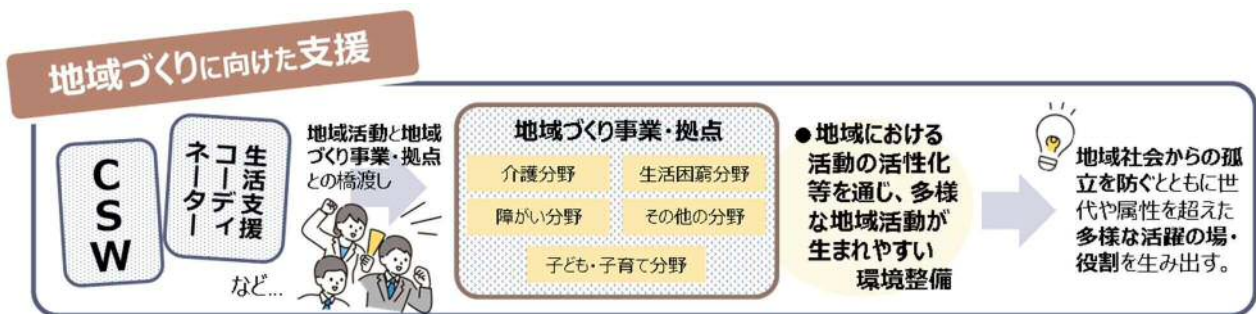 地域づくりに向けた支援
CSW
生活支援
コーディ
ネーター
など…
地域活動と地域
づくり事業・拠点
との橋渡し
地域づくり事業・拠点
介護分野
生活困窮分野
障がい分野
その他の分野
子ども・子育て分野
●地域における
活動の活性化
等を通じ、多様
な地域活動が
生まれやすい
環境整備
地域社会からの孤
立を防ぐとともに世
代や属性を超えた
多様な活躍の場・
役割を生み出す。